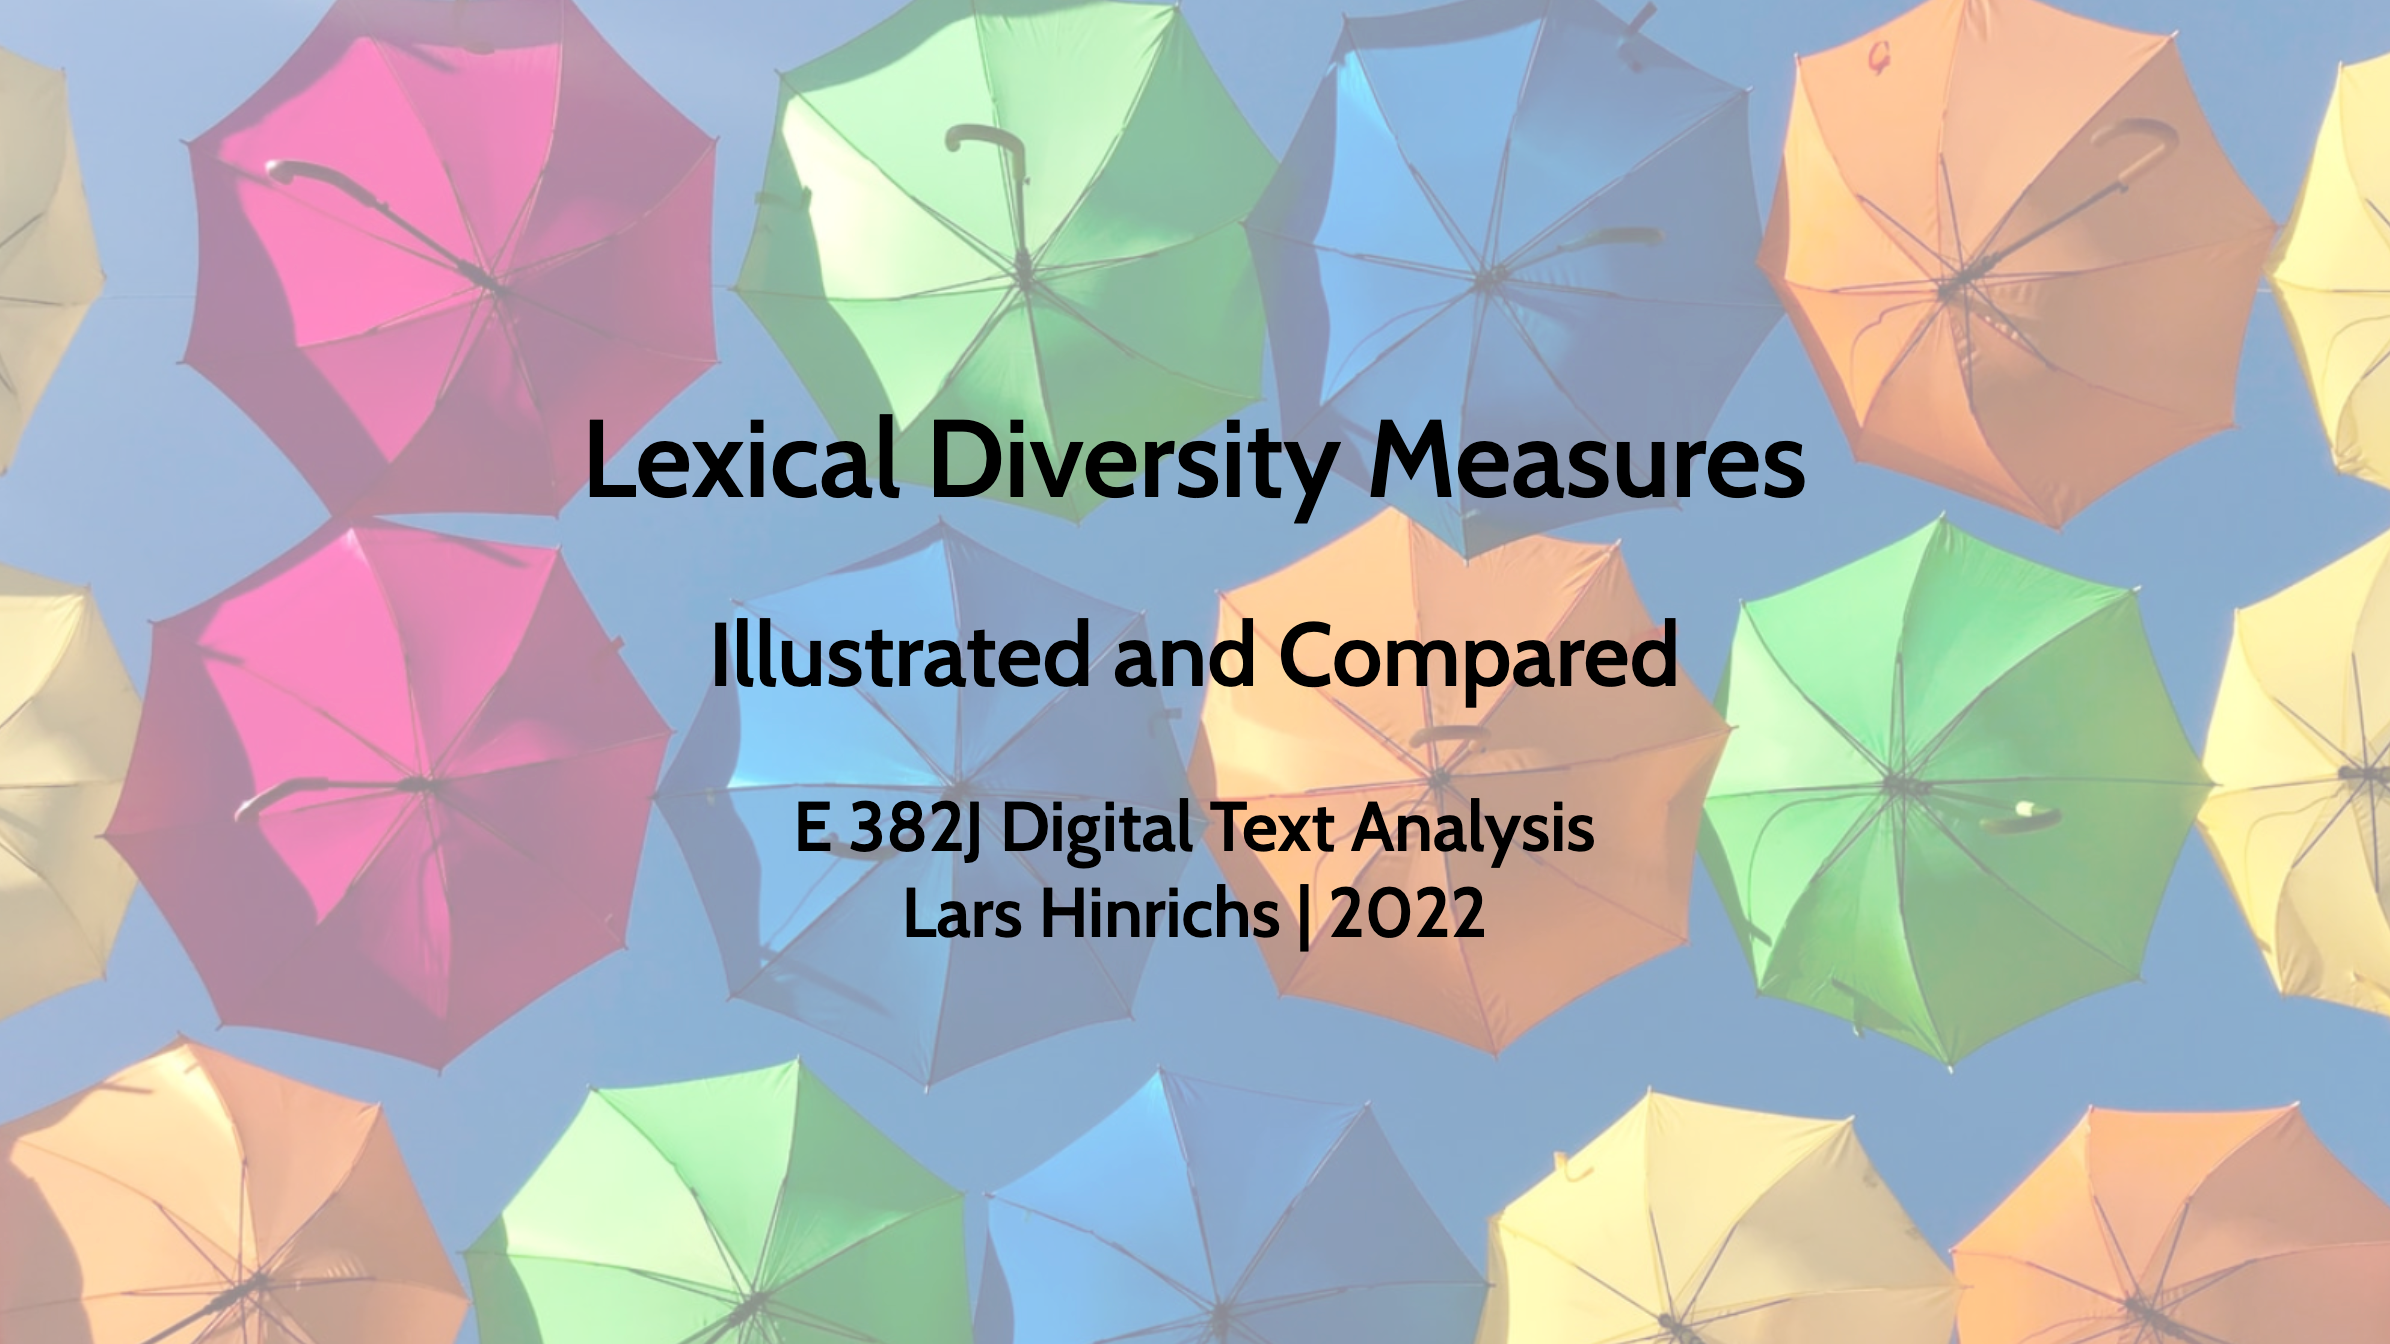 Lexical Diversity Measures
Illustrated and Compared
E 382J Digital Text Analysis
Lars Hinrichs | 2022